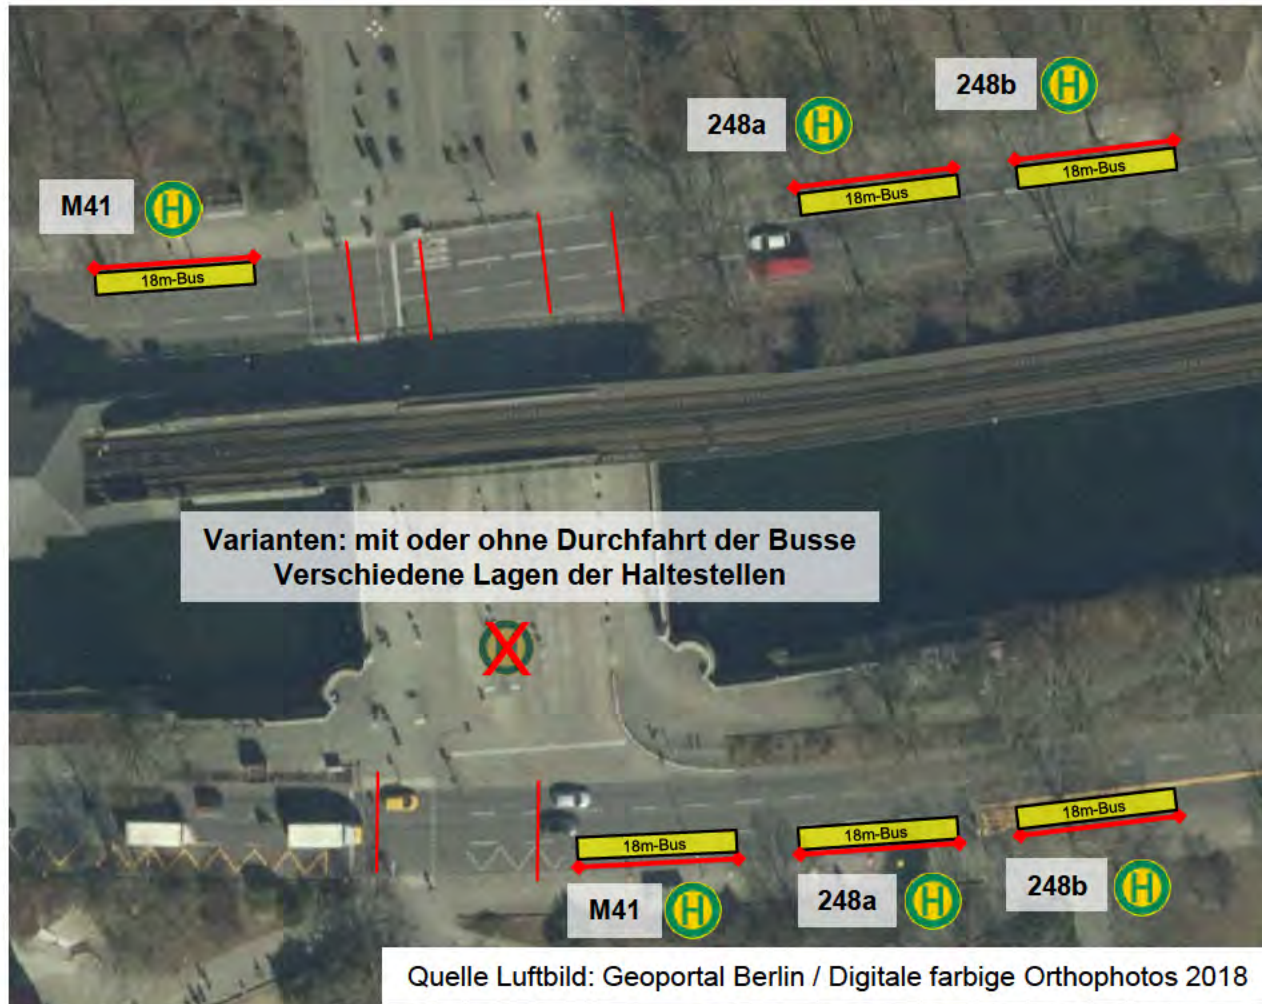 248b H
248a H
18m-Bus
18m-Bus
M41 H
18m-Bus
Varianten: mit oder ohne Durchfahrt der Busse
Verschiedene Lagen der Haltestellen
X
18m-Bus
18m-Bus
18m-Bus
M41 H
248a H
248b H
Quelle Luftbild: Geoportal Berlin / Digitale farbige Orthophotos 2018